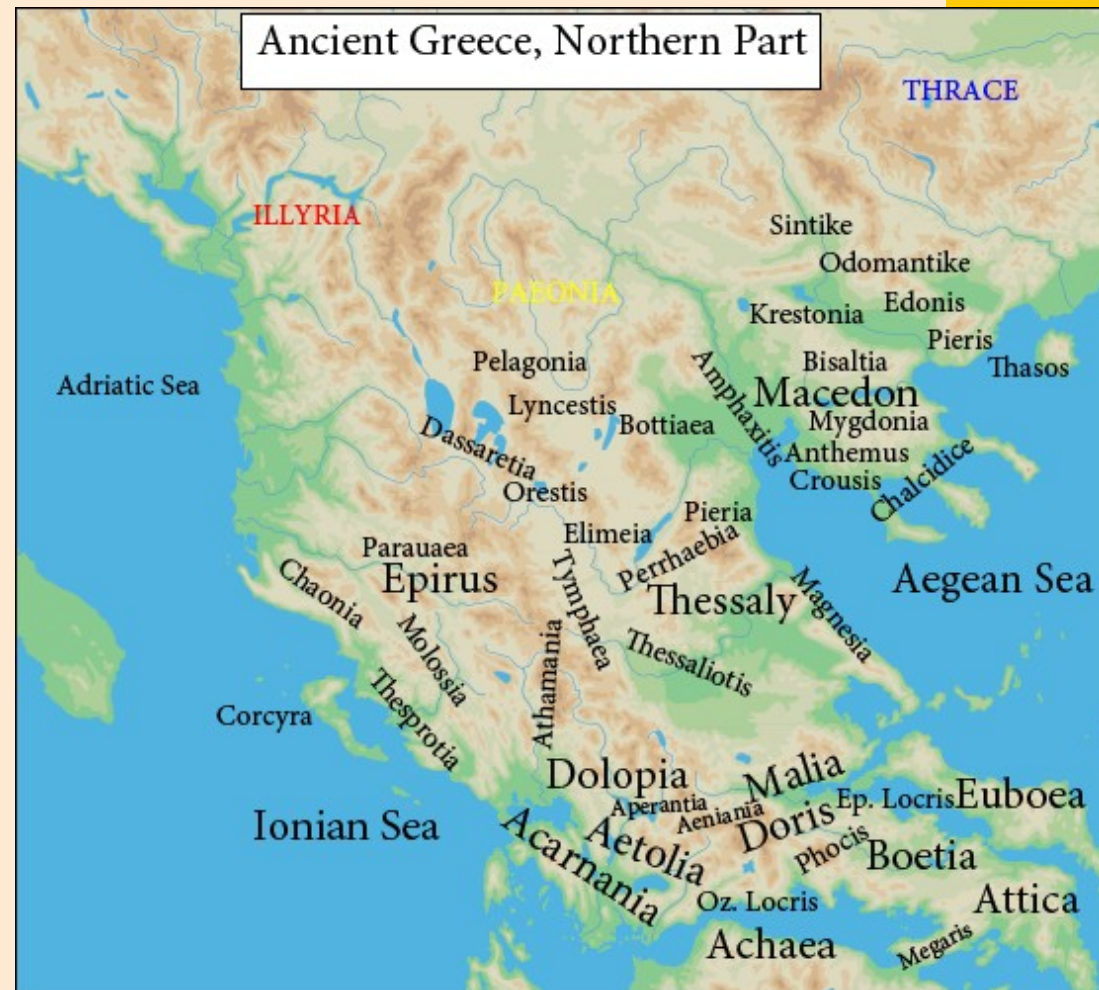 Ancient Greece, Northern Part
THRACE
ILLYRIA
Sintike
Odomantike
PAEONIA
Edonis
Krestonia
Pieris
Pelagonia
Bisaltia
Thasos
Adriatic Sea
Amphaxitis
Macedon
Lyncestis
Mygdonia
Bottiaea
Dassaretia
Anthemus
Crousis
Chalcidice
Orestis
Pieria
Elimeia
Parauaea
Perrhaebia
Epirus
Aegean Sea
Chaonia
Tymphaea
Thessaly
Magnesia
Molossia
Thessaliotis
Athamania
Corcyra
Thesprotia
Dolopia
Malia
Aperantia
Aeniania
Ep. Locris
Euboea
Ionian Sea
Acarnania
Aetolia
Doris
Phocis
Boetia
Oz. Locris
Attica
Achaea
Megaris